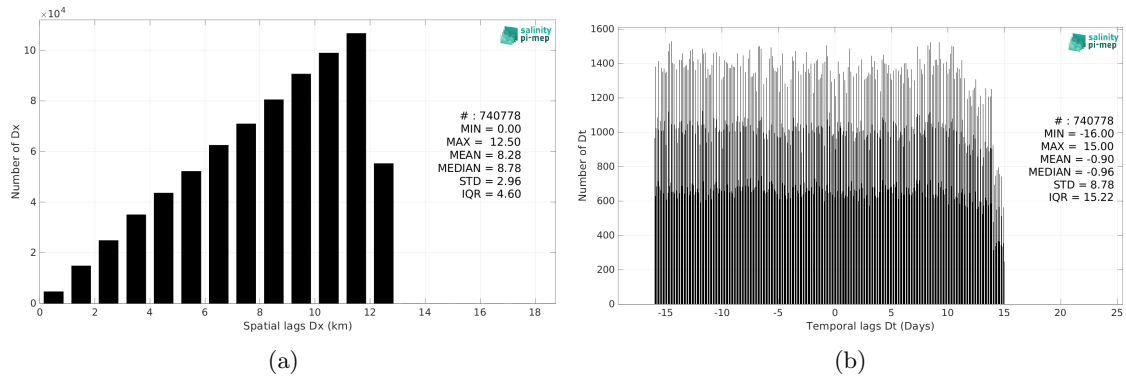 ×10⁴
10
8
6
4
2
0
Number of Dx
0 2 4 6 8 10 12 14 16 18
Spatial lags Dx (km)
salinity
pi-mep
# : 740778
MIN = 0.00
MAX = 12.50
MEAN = 8.28
MEDIAN = 8.78
STD = 2.96
IQR = 4.60
(a)
1600
1400
1200
1000
800
600
400
200
0
Number of Dt
-15 -10 -5 0 5 10 15 20 25
Temporal lags Dt (Days)
salinity
pi-mep
# : 740778
MIN = -16.00
MAX = 15.00
MEAN = -0.90
MEDIAN = -0.96
STD = 8.78
IQR = 15.22
(b)